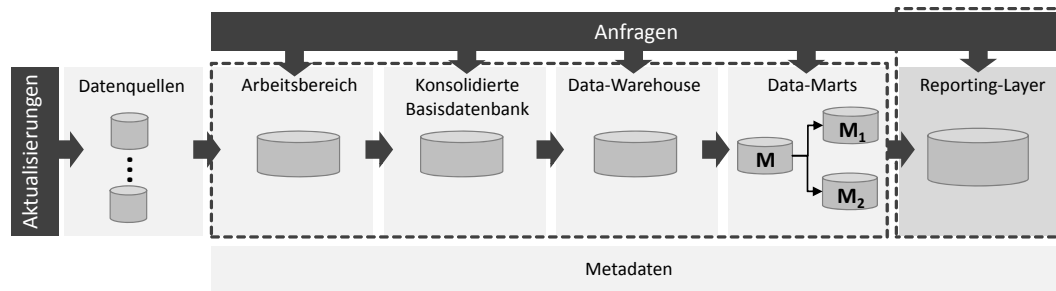 Anfragen
Aktualisierungen
Datenquellen
Arbeitsbereich
Konsolidierte
Basisdatenbank
Data-Warehouse
Data-Marts
Reporting-Layer
M
M1
M2
Metadaten